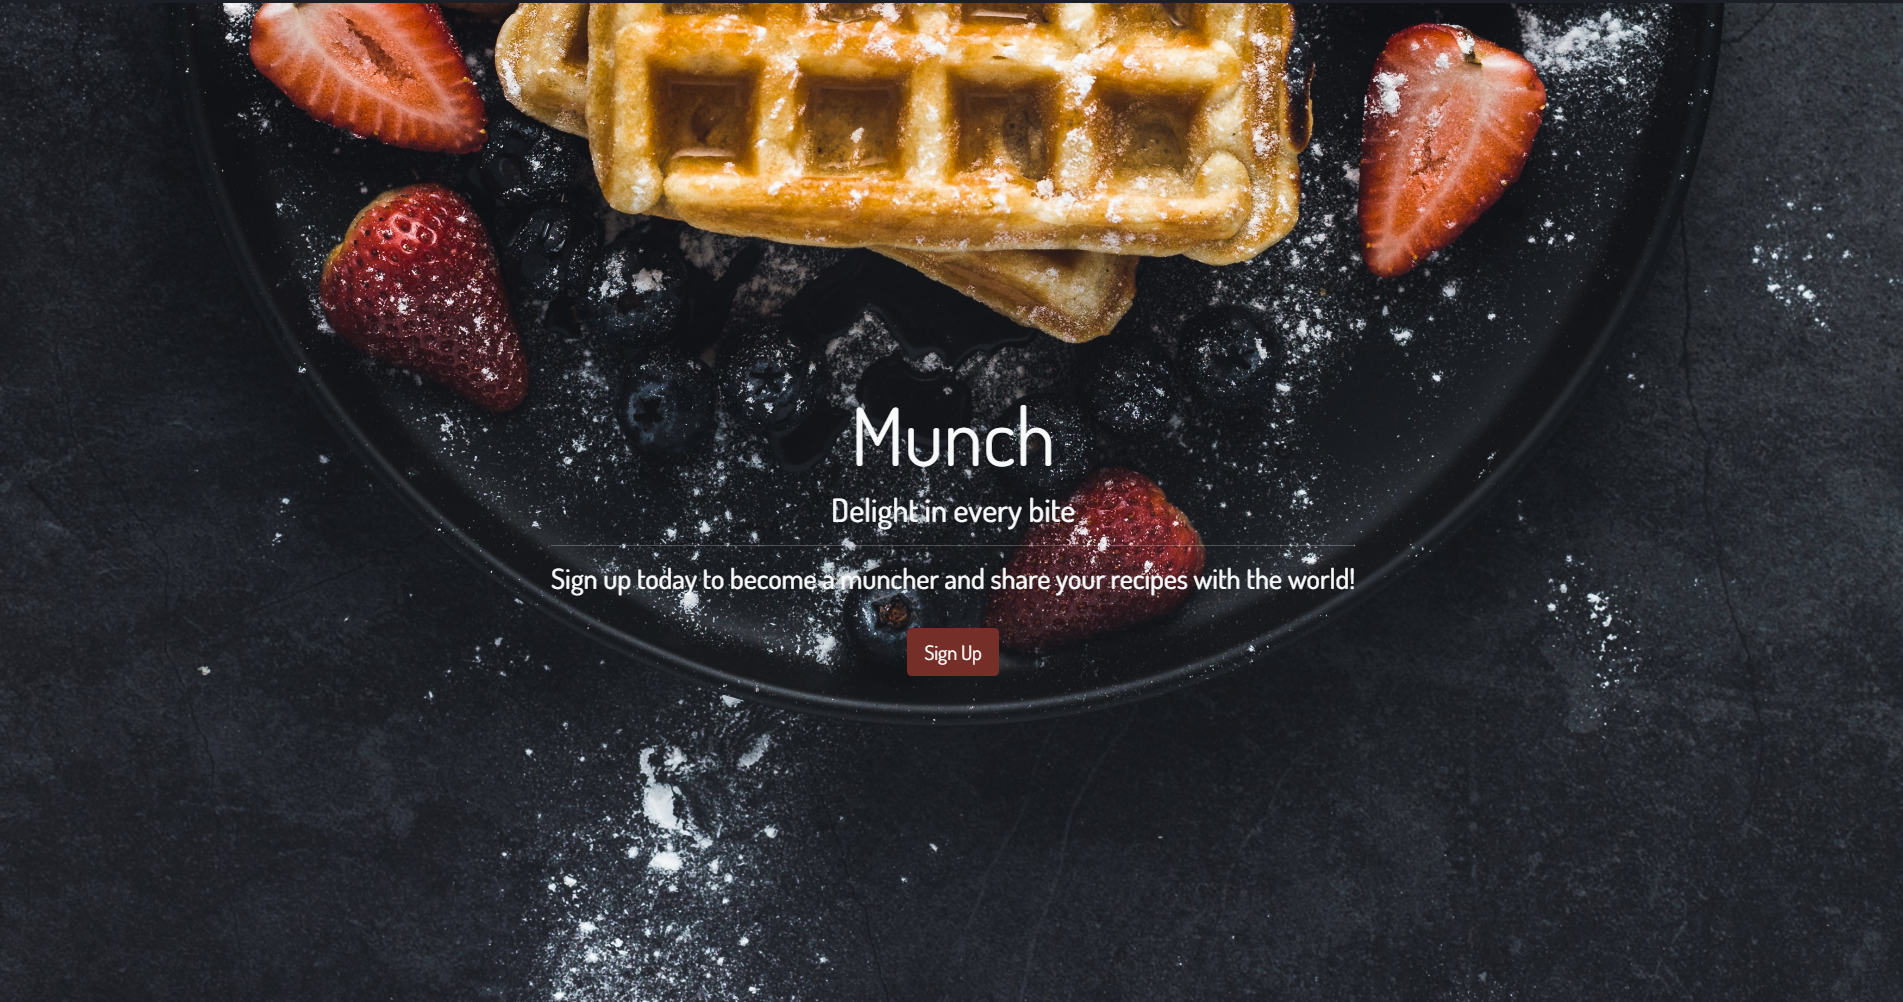 Munch
Delight in every bite
Sign up today to become a muncher and share your recipes with the world!
Sign Up